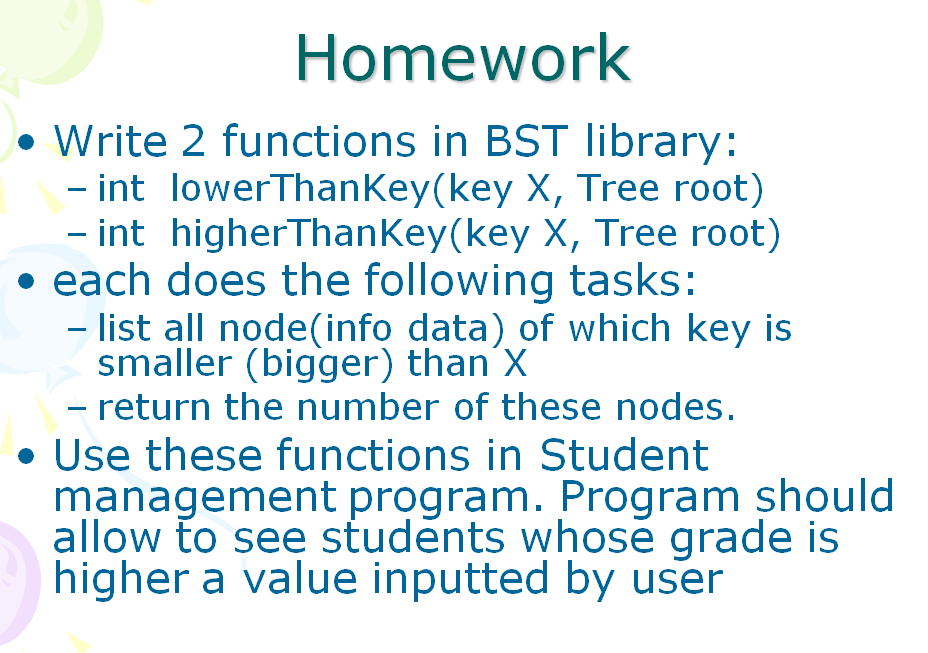 Homework
• Write 2 functions in BST library:
– int  lowerThanKey(key X, Tree root)
– int  higherThanKey(key X, Tree root)
• each does the following tasks:
– list all node(info data) of which key is
smaller (bigger) than X
– return the number of these nodes.
• Use these functions in Student
management program. Program should
allow to see students whose grade is
higher a value inputted by user